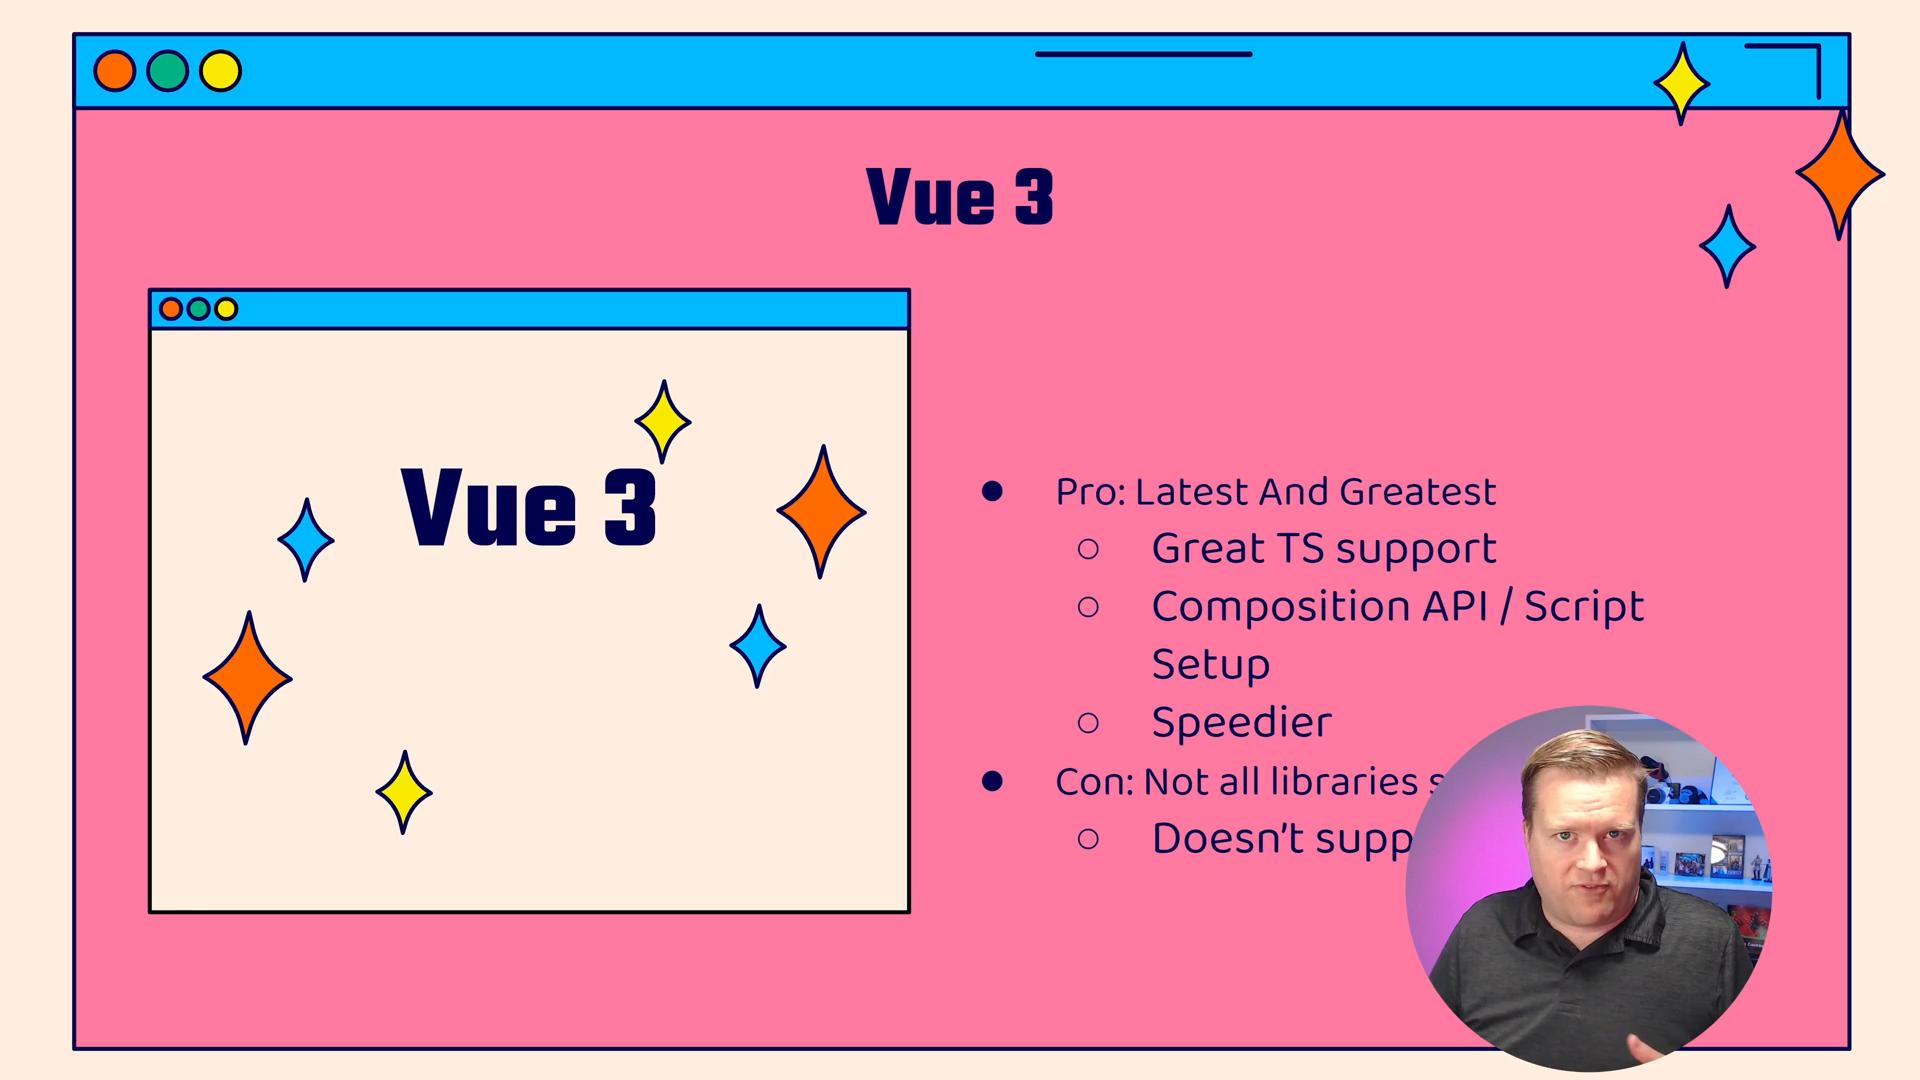 Vue 3
Vue 3
● Pro: Latest And Greatest
○ Great TS support
○ Composition API / Script
Setup
○ Speedier
● Con: Not all libraries
○ Doesn't